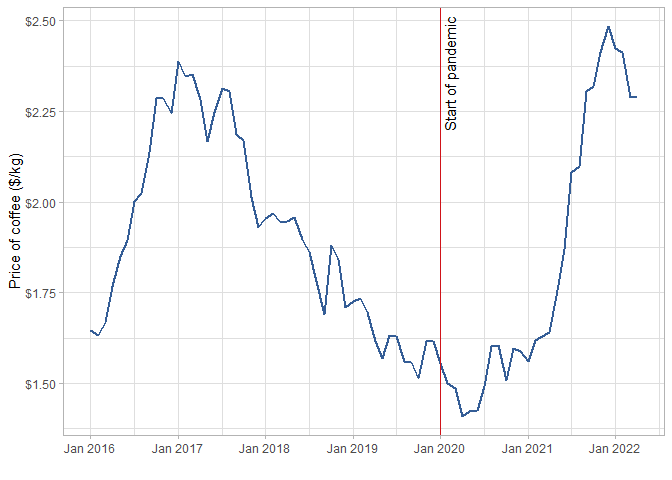 $2.50
$2.25
$2.00
$1.75
$1.50
Price of coffee ($/kg)
Start of pandemic
Jan 2016 Jan 2017 Jan 2018 Jan 2019 Jan 2020 Jan 2021 Jan 2022